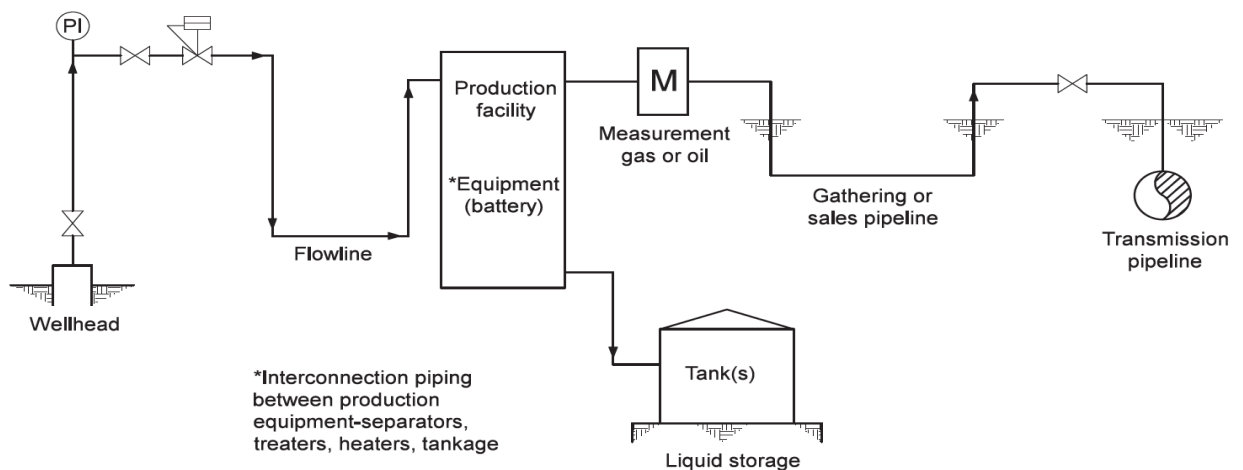 PI
Production
facility
*Equipment
(battery)
M
Measurement
gas or oil
Gathering or
sales pipeline
Transmission
pipeline
Flowline
Wellhead
*Interconnection piping
between production
equipment-separators,
treaters, heaters, tankage
Tank(s)
Liquid storage